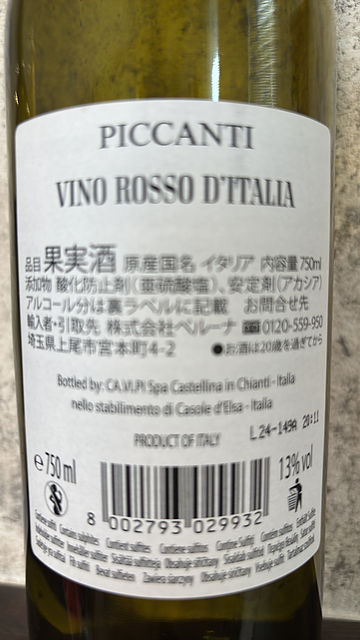 PICCANTI
VINO ROSSO D'ITALIA
品目 果実酒 原産国名 イタリア 内容量 750ml
添加物 酸化防止剤(亜硫酸塩)、安定剤(アカシア)
アルコール分は裏ラベルに記載 お問合せ先
輸入者・引取先 株式会社ベルーナ 0120-559-950
埼玉県上尾市宮本町4-2 ●お酒は20歳を過ぎてから
Bottled by: CA.VI.PI Spa Castellina in Chianti - Italia
nello stabilimento di Casole d'Elsa - Italia
PRODUCT OF ITALY
L24-149A 20:11
e 750 ml
13% vol
8 002793 029932